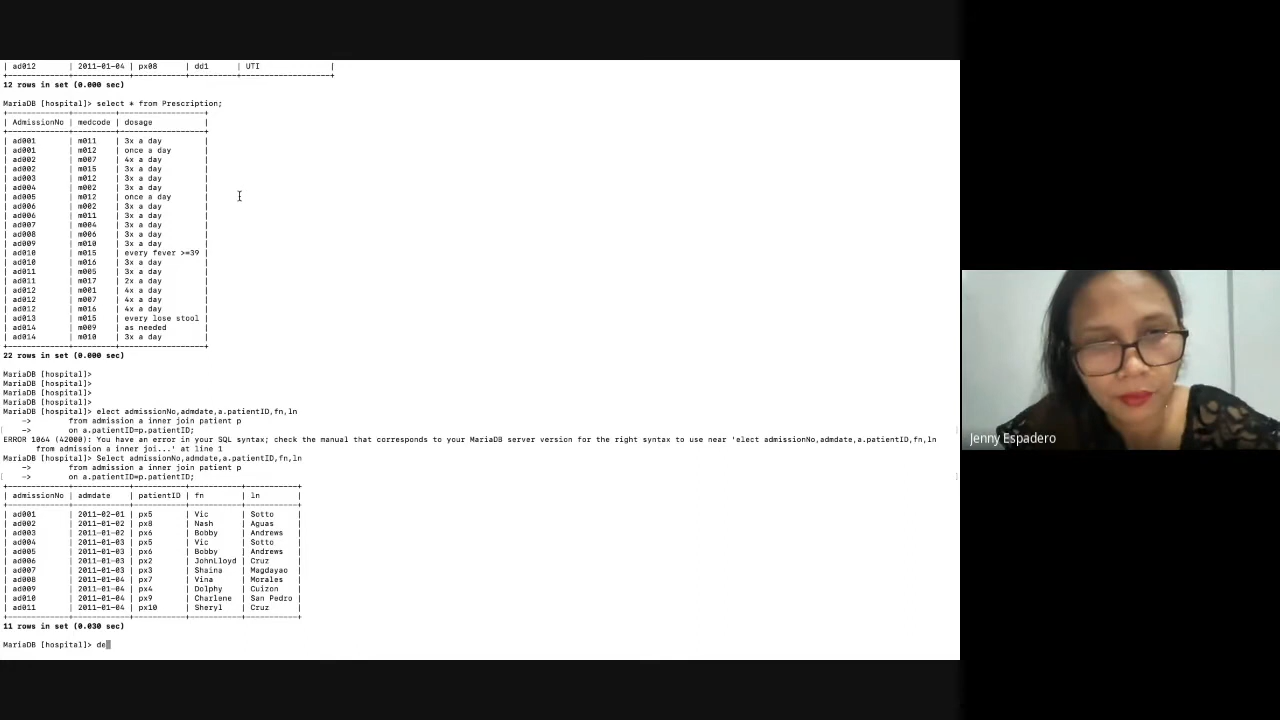 | ad012 | 2011-01-04 | px08 | dd1 | UTI |
12 rows in set (0.000 sec)
MariaDB [hospital]> select * from Prescription;
| AdmissionNo | medcode | dosage |
| ad001 | m011 | 3x a day |
| ad001 | m012 | once a day |
| ad002 | m007 | 4x a day |
| ad002 | m015 | 3x a day |
| ad003 | m012 | 3x a day |
| ad004 | m002 | 3x a day |
| ad005 | m012 | once a day |
| ad006 | m002 | 3x a day |
| ad006 | m011 | 3x a day |
| ad007 | m004 | 3x a day |
| ad008 | m006 | 3x a day |
| ad009 | m010 | 3x a day |
| ad010 | m015 | every fever >=39 |
| ad010 | m016 | 3x a day |
| ad011 | m005 | 3x a day |
| ad011 | m017 | 2x a day |
| ad012 | m001 | 4x a day |
| ad012 | m007 | 4x a day |
| ad012 | m016 | 4x a day |
| ad013 | m015 | every lose stool |
| ad014 | m009 | as needed |
| ad014 | m010 | 3x a day |
22 rows in set (0.000 sec)
MariaDB [hospital]>
MariaDB [hospital]>
MariaDB [hospital]>
MariaDB [hospital]>
MariaDB [hospital]> elect admissionNo,admdate,a.patientID,fn,ln
-> from admission a inner join patient p
-> on a.patientID=p.patientID;
ERROR 1064 (42000): You have an error in your SQL syntax; check the manual that corresponds to your MariaDB server version for the right syntax to use near 'elect admissionNo,admdate,a.patientID,fn,ln
from admission a inner joi...' at line 1
MariaDB [hospital]> Select admissionNo,admdate,a.patientID,fn,ln
-> from admission a inner join patient p
-> on a.patientID=p.patientID;
| admissionNo | admdate | patientID | fn | ln |
| ad001 | 2011-02-01 | px5 | Vic | Sotto |
| ad002 | 2011-01-02 | px8 | Nash | Aguas |
| ad003 | 2011-01-02 | px6 | Bobby | Andrews |
| ad004 | 2011-01-03 | px5 | Vic | Sotto |
| ad005 | 2011-01-03 | px6 | Bobby | Andrews |
| ad006 | 2011-01-03 | px2 | JohnLloyd | Cruz |
| ad007 | 2011-01-03 | px3 | Shaina | Magdayao |
| ad008 | 2011-01-04 | px7 | Vina | Morales |
| ad009 | 2011-01-04 | px4 | Dolphy | Cuizon |
| ad010 | 2011-01-04 | px9 | Charlene | San Pedro |
| ad011 | 2011-01-04 | px10 | Sheryl | Cruz |
11 rows in set (0.030 sec)
MariaDB [hospital]> de
Jenny Espadero